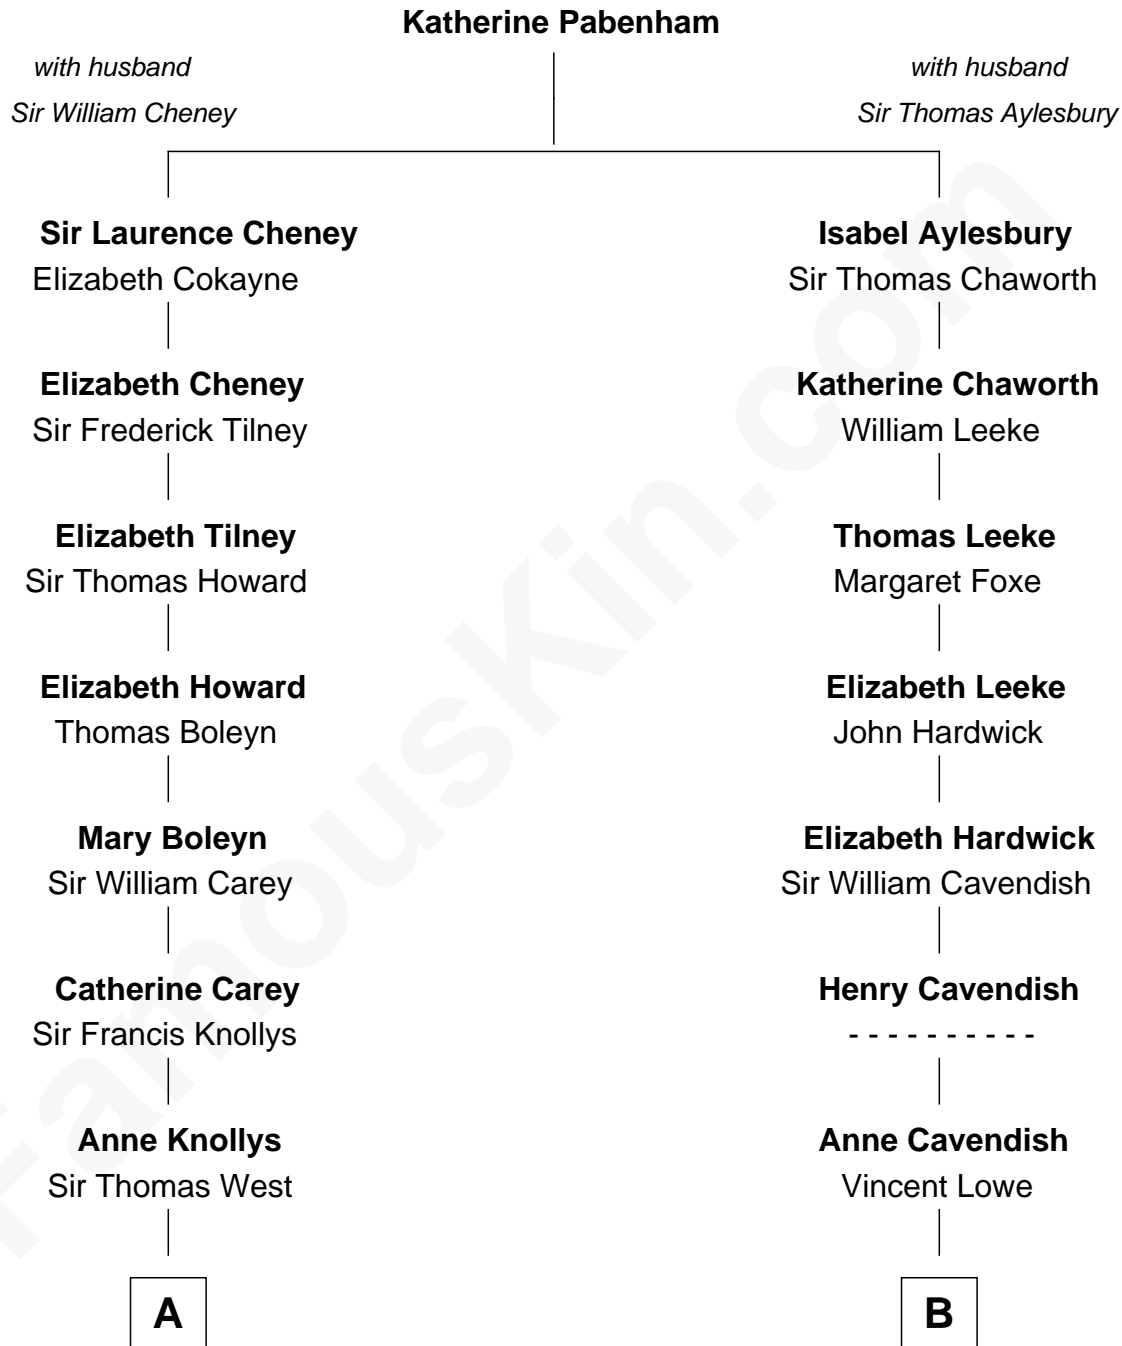 Katherine Pabenham
with husband
Sir William Cheney
with husband
Sir Thomas Aylesbury
Sir Laurence Cheney
Elizabeth Cokayne
Isabel Aylesbury
Sir Thomas Chaworth
Elizabeth Cheney
Sir Frederick Tilney
Katherine Chaworth
William Leeke
Elizabeth Tilney
Sir Thomas Howard
Thomas Leeke
Margaret Foxe
Elizabeth Howard
Thomas Boleyn
Elizabeth Leeke
John Hardwick
Mary Boleyn
Sir William Carey
Elizabeth Hardwick
Sir William Cavendish
Catherine Carey
Sir Francis Knollys
Henry Cavendish
- - - - - - - - - -
Anne Knollys
Sir Thomas West
Anne Cavendish
Vincent Lowe
A
B
FamousKin.com